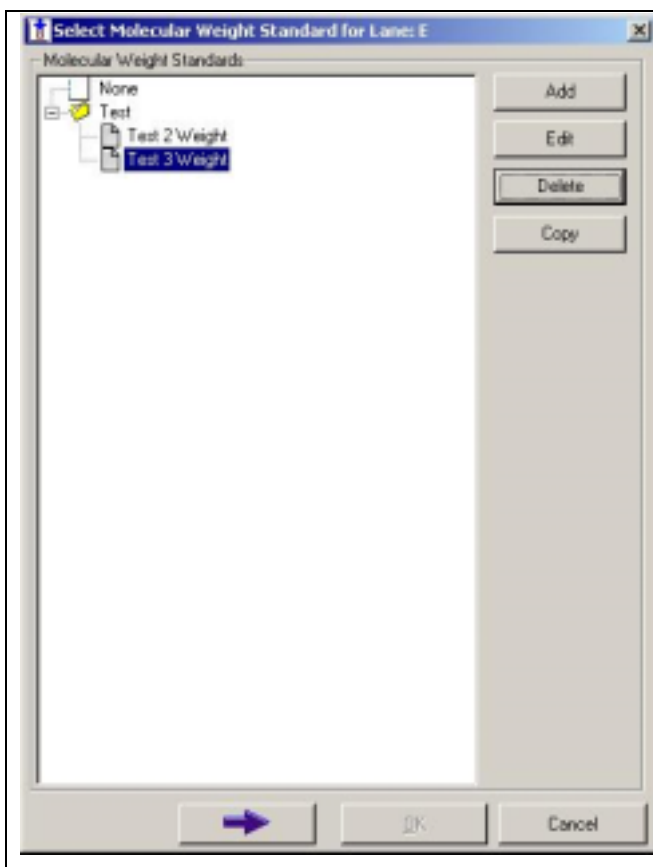 Select Molecular Weight Standard for Lane: E
Molecular Weight Standards
None
Test
Test 2 Weight
Test 3 Weight
Add
Edit
Delete
Copy
OK
Cancel